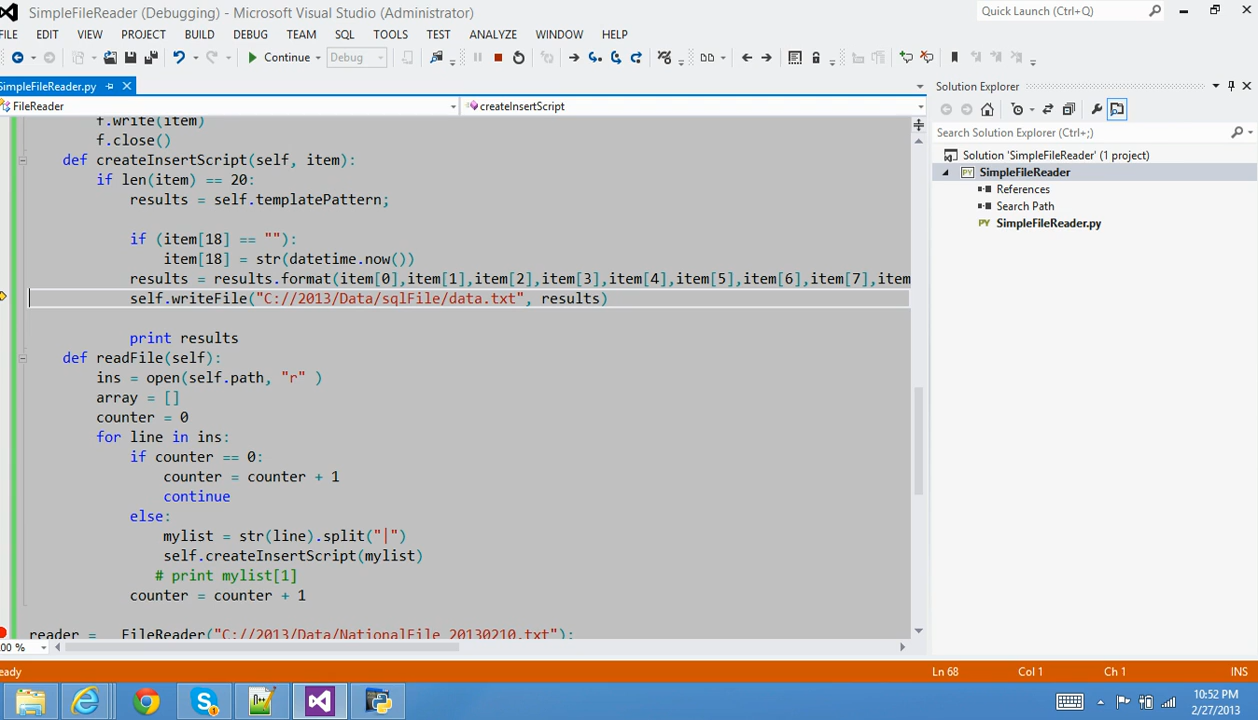 SimpleFileReader (Debugging) - Microsoft Visual Studio (Administrator)
Quick Launch (Ctrl+Q)
FILE EDIT VIEW PROJECT BUILD DEBUG TEAM SQL TOOLS TEST ANALYZE WINDOW HELP
Continue
Debug
SimpleFileReader.py
Solution Explorer
FileReader
createInsertScript
f.write(item)
f.close()
def createInsertScript(self, item):
if len(item) == 20:
results = self.templatePattern;
if (item[18] == ""):
item[18] = str(datetime.now())
results = results.format(item[0],item[1],item[2],item[3],item[4],item[5],item[6],item[7],item
self.writeFile("C://2013/Data/sqlFile/data.txt", results)
print results
def readFile(self):
ins = open(self.path, "r" )
array = []
counter = 0
for line in ins:
if counter == 0:
counter = counter + 1
continue
else:
mylist = str(line).split("|")
self.createInsertScript(mylist)
# print mylist[1]
counter = counter + 1
reader = FileReader("C://2013/Data/NationalFile_20130210.txt");
Search Solution Explorer (Ctrl+;)
Solution 'SimpleFileReader' (1 project)
PY SimpleFileReader
References
Search Path
PY SimpleFileReader.py
00 %
eady
Ln 68
Col 1
Ch 1
INS
10:52 PM
2/27/2013